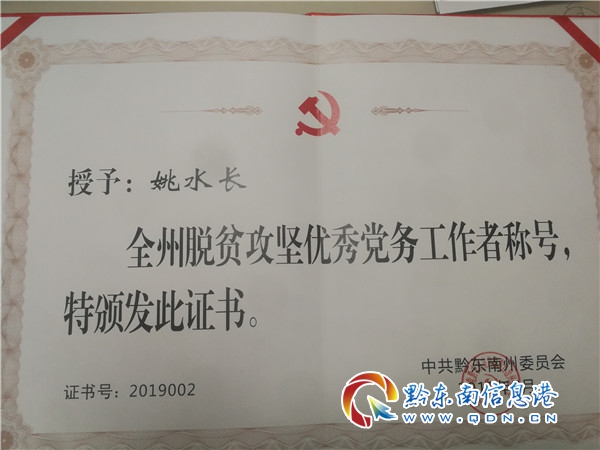 授予：姚水长
全州脱贫攻坚优秀党务工作者称号，
特颁发此证书。
中共黔东南州委员会
证书号：2019002
月
黔东南信息港
WWW.QDN.CN